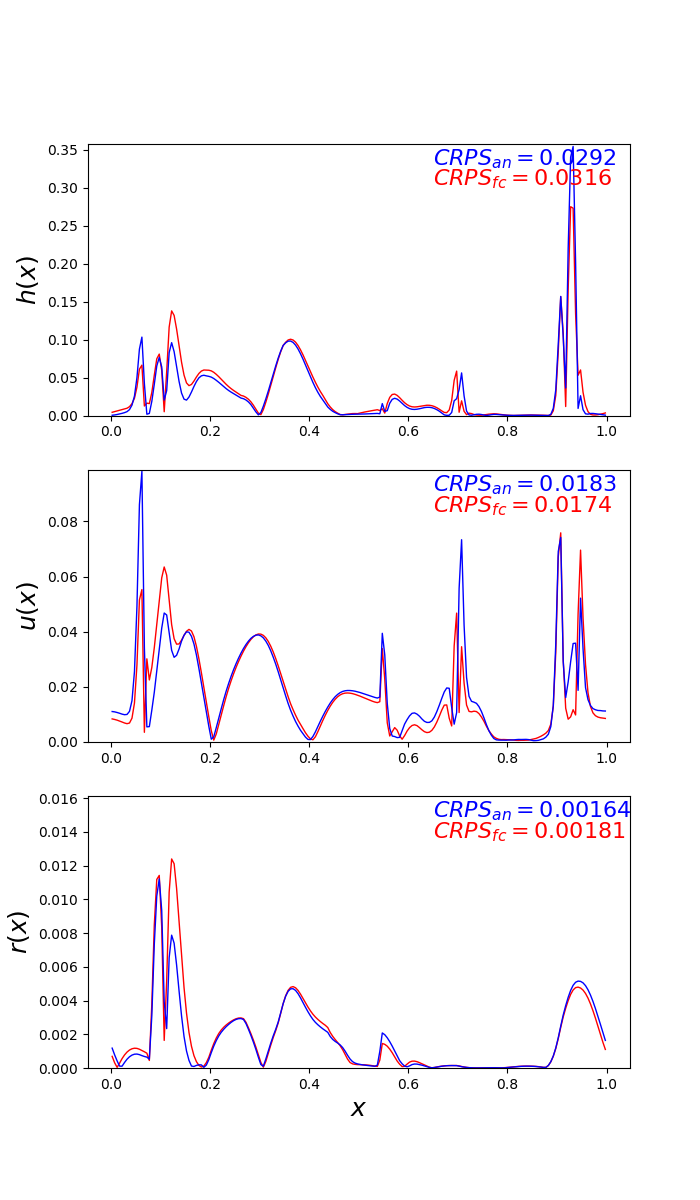 CRPS_an = 0.0292
CRPS_fc = 0.0316
h(x)
0.35
0.30
0.25
0.20
0.15
0.10
0.05
0.00
0.0 0.2 0.4 0.6 0.8 1.0
CRPS_an = 0.0183
CRPS_fc = 0.0174
u(x)
0.08
0.06
0.04
0.02
0.00
0.0 0.2 0.4 0.6 0.8 1.0
CRPS_an = 0.00164
CRPS_fc = 0.00181
r(x)
0.016
0.014
0.012
0.010
0.008
0.006
0.004
0.002
0.000
0.0 0.2 0.4 0.6 0.8 1.0
x